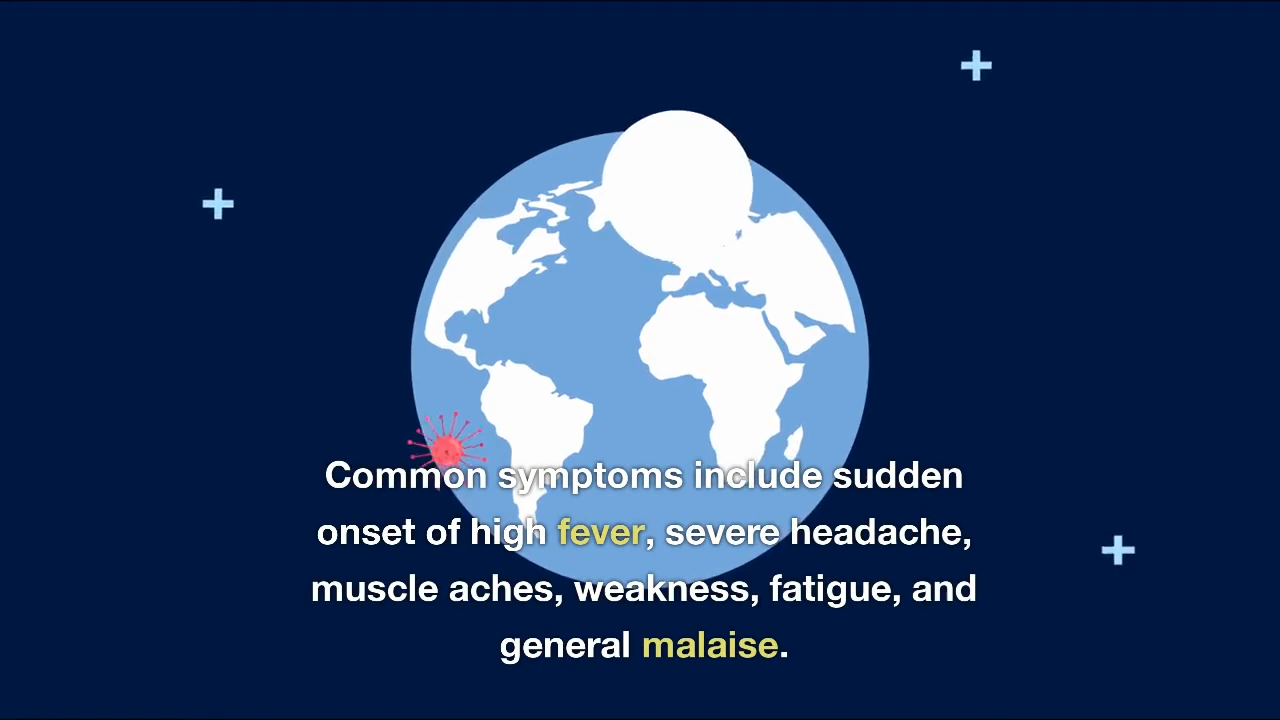 Common symptoms include sudden
onset of high fever, severe headache,
muscle aches, weakness, fatigue, and
general malaise.